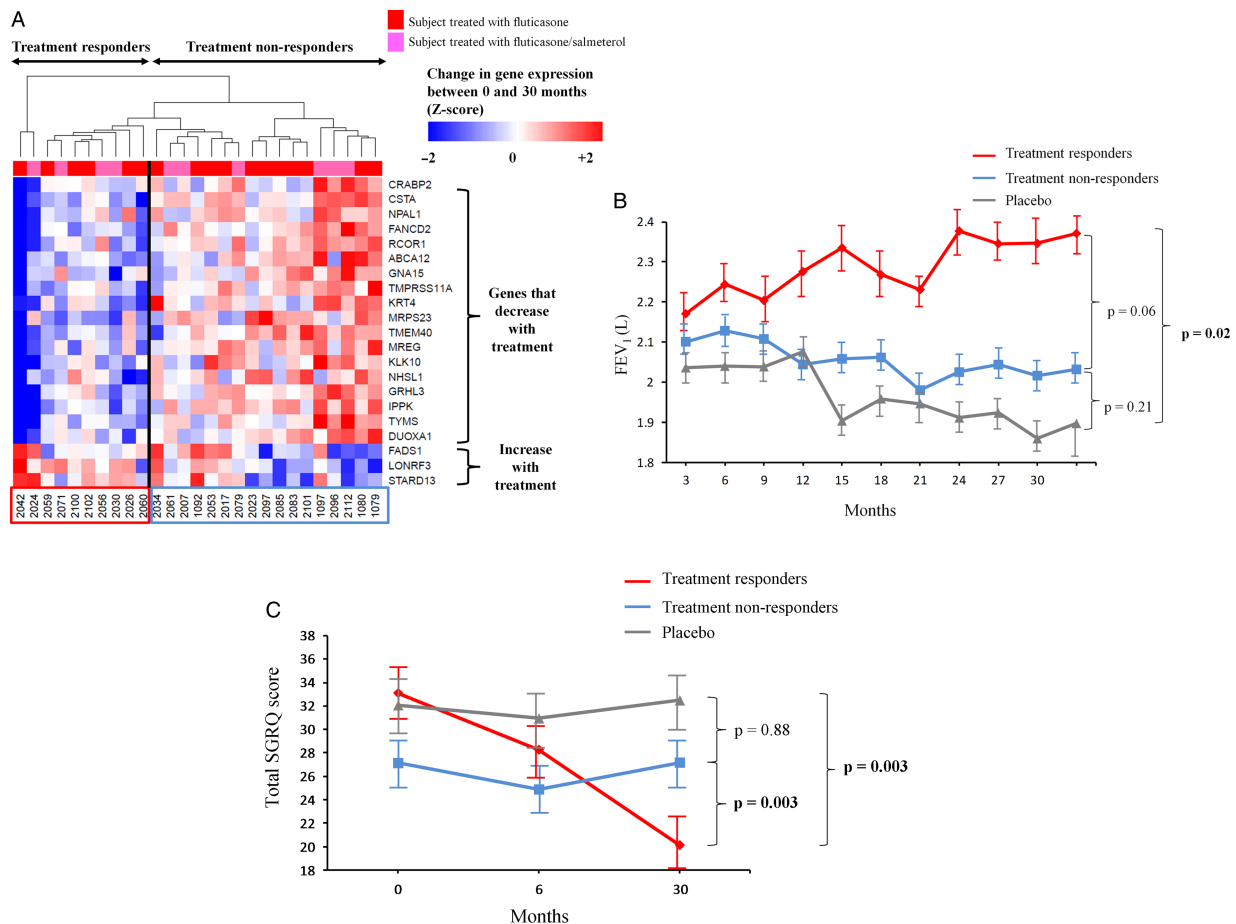 A
Subject treated with fluticasone
Subject treated with fluticasone/salmeterol
Treatment responders
Treatment non-responders
Change in gene expression
between 0 and 30 months
(Z-score)
−2
0
+2
CRABP2
CSTA
NPAL1
FANCD2
RCOR1
ABCA12
GNA15
TMPRSS11A
KRT4
MRPS23
TMEM40
MREG
KLK10
NHSL1
GRHL3
IPPK
TYMS
DUOXA1
FADS1
LONRF3
STARD13
Genes that
decrease with
treatment
Increase
with
treatment
2042
2024
2059
2071
2100
2102
2056
2030
2026
2060
2034
2061
2007
1092
2053
2017
2079
2023
2097
2085
2083
2101
1097
2096
2112
1080
1079
B
Treatment responders
Treatment non-responders
Placebo
2.4
2.3
2.2
2.1
2
1.9
1.8
FEV1 (L)
3
6
9
12
15
18
21
24
27
30
Months
p = 0.06
p = 0.21
p = 0.02
C
Treatment responders
Treatment non-responders
Placebo
38
36
34
32
30
28
26
24
22
20
18
Total SGRQ score
0
6
30
Months
p = 0.88
p = 0.003
p = 0.003